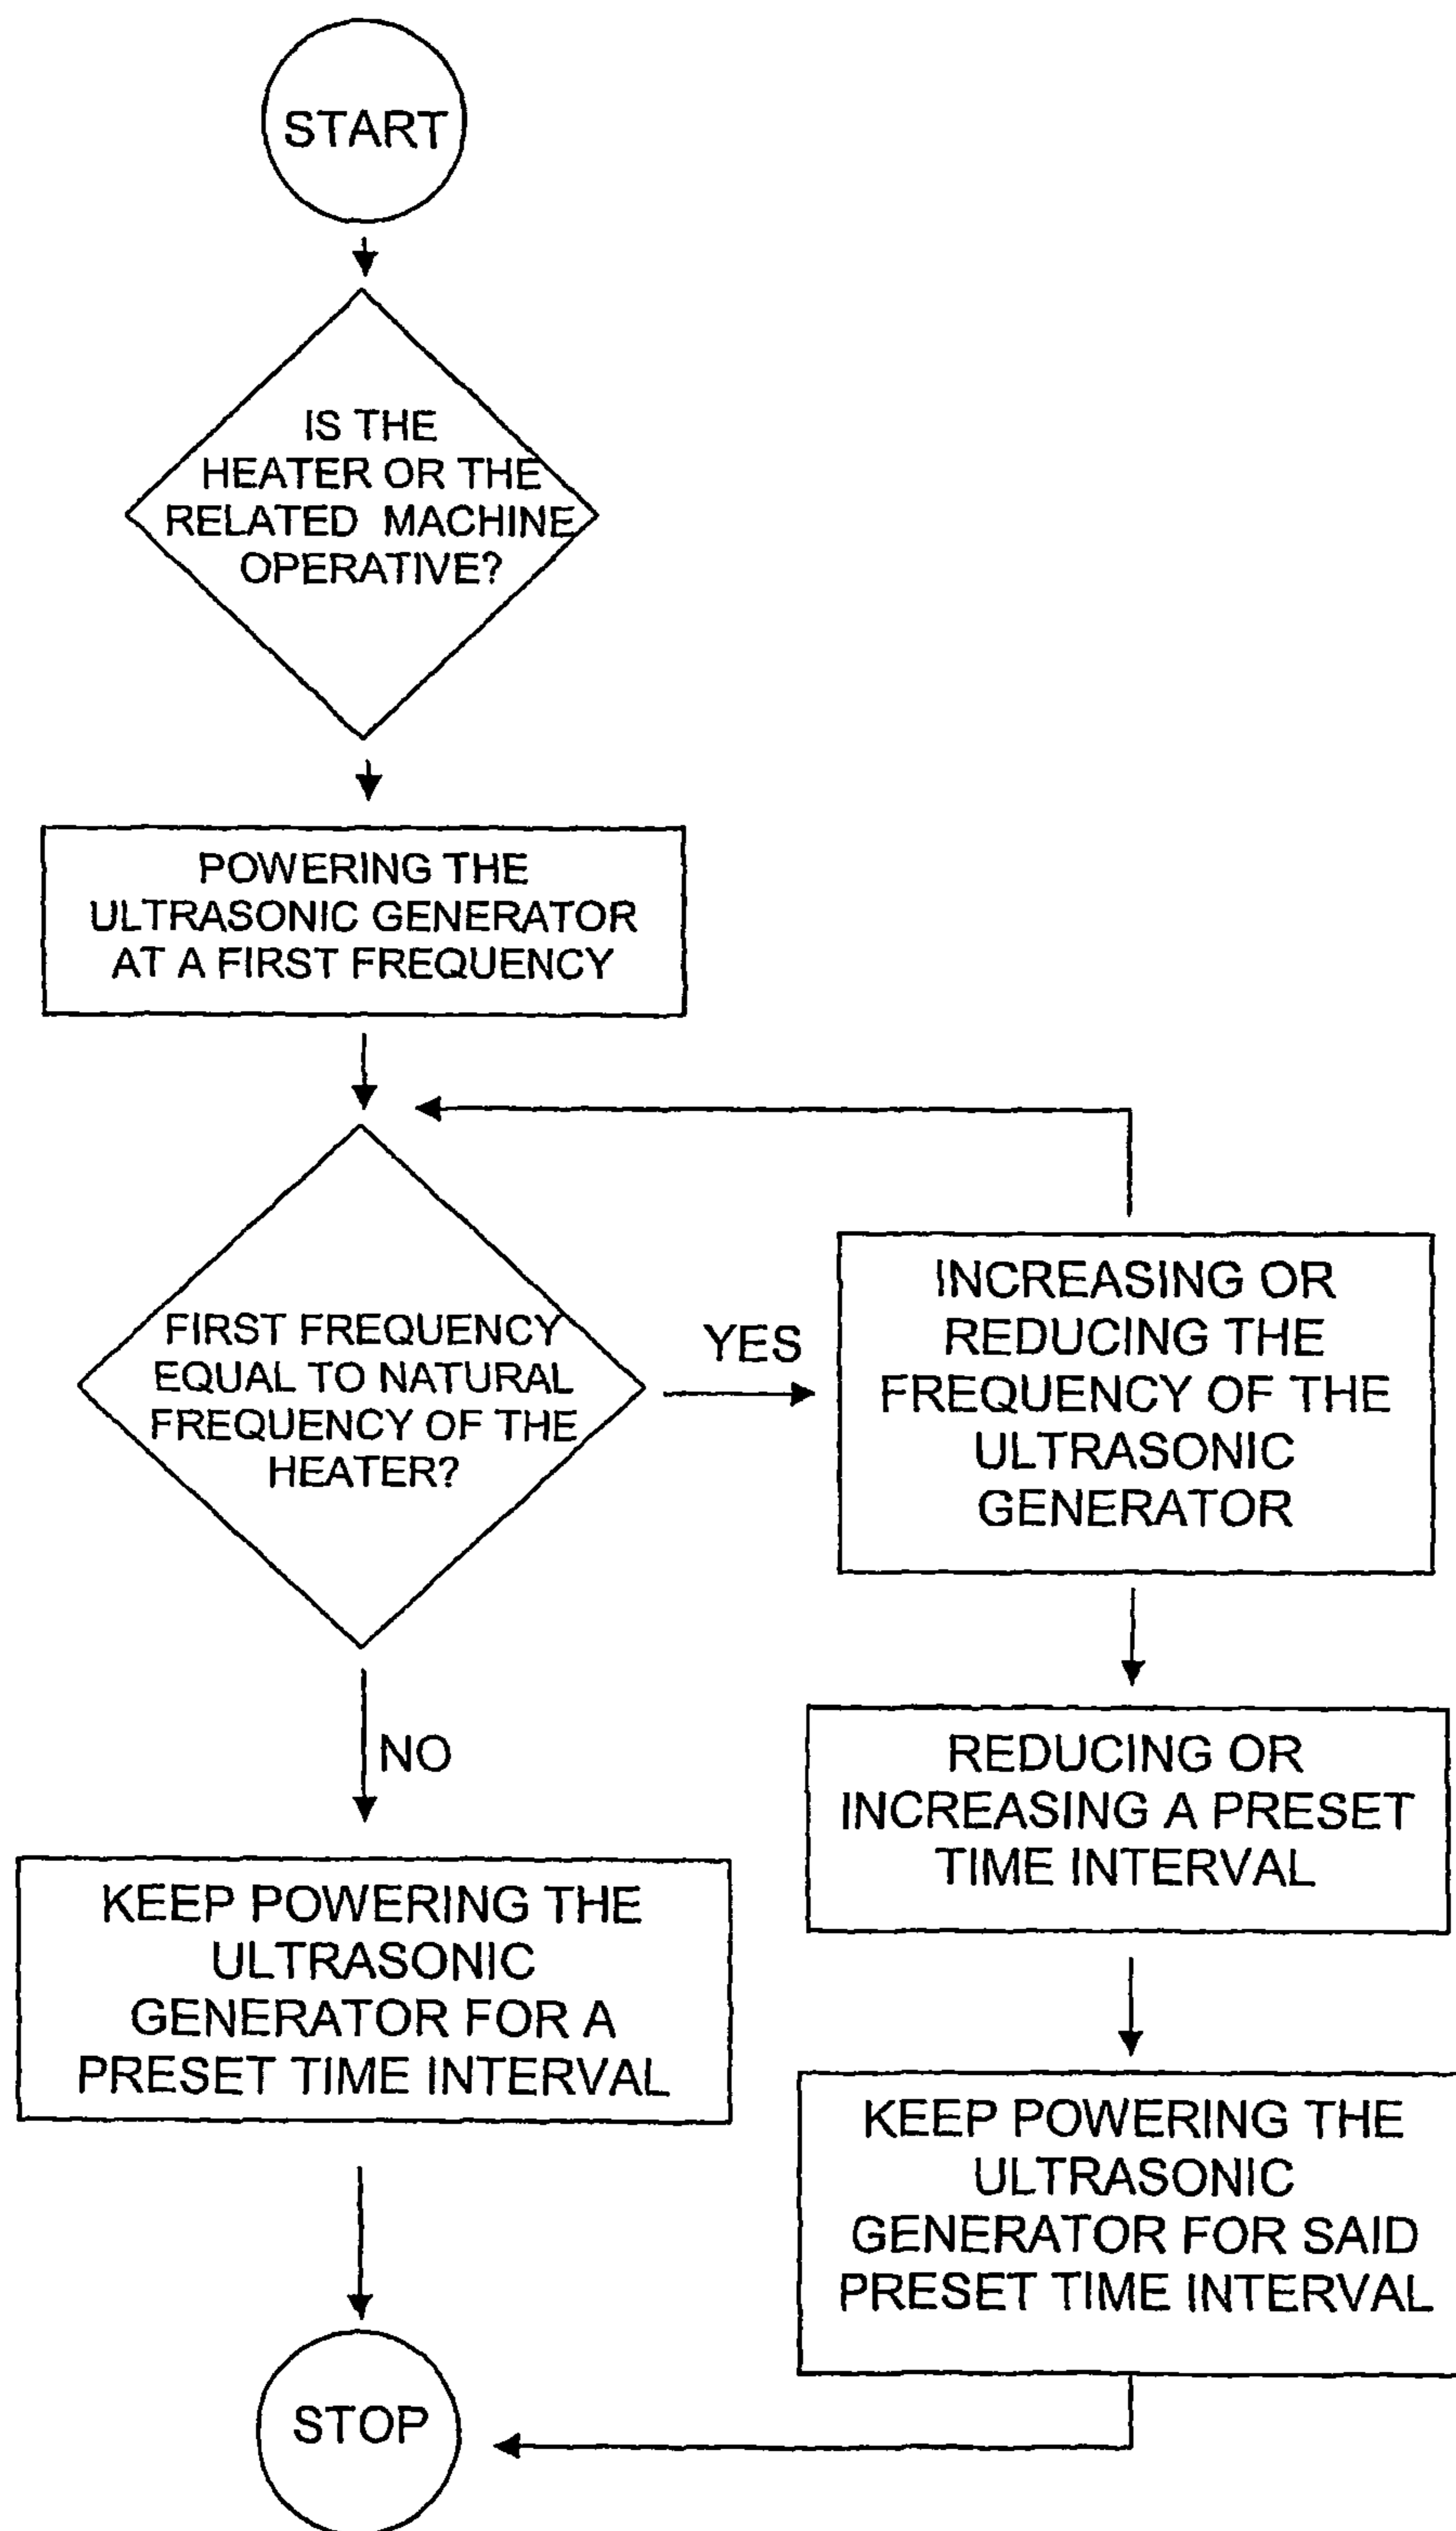 START
IS THE
HEATER OR THE
RELATED MACHINE
OPERATIVE?
POWERING THE
ULTRASONIC GENERATOR
AT A FIRST FREQUENCY
FIRST FREQUENCY
EQUAL TO NATURAL
FREQUENCY OF THE
HEATER?
YES
INCREASING OR
REDUCING THE
FREQUENCY OF THE
ULTRASONIC
GENERATOR
NO
REDUCING OR
INCREASING A PRESET
TIME INTERVAL
KEEP POWERING THE
ULTRASONIC
GENERATOR FOR A
PRESET TIME INTERVAL
KEEP POWERING THE
ULTRASONIC
GENERATOR FOR SAID
PRESET TIME INTERVAL
STOP